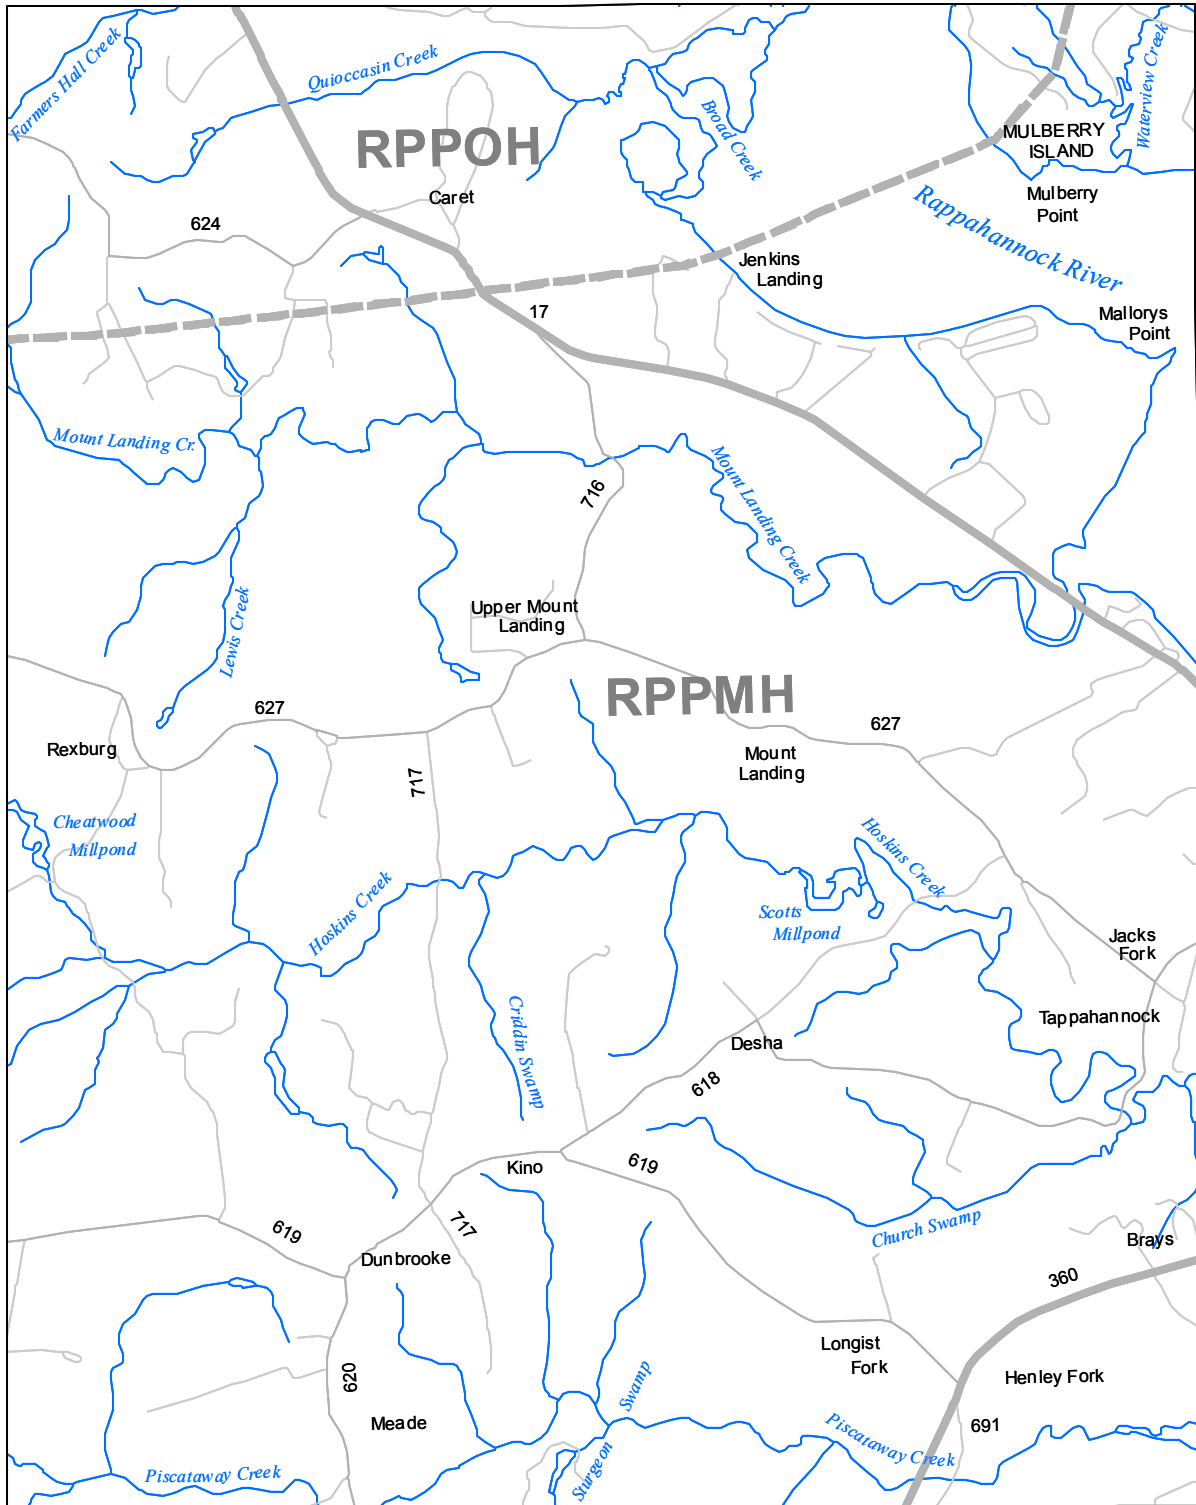 Farmers Hall Creek
Quioccasin Creek
Broad Creek
Waterview Creek
MULBERRY
ISLAND
RPPOH
Caret
Mulberry
Point
624
Rappahannock River
Jenkins
Landing
17
Mallorys
Point
Mount Landing Cr.
716
Mount Landing Creek
Lewis Creek
Upper Mount
Landing
RPPMH
627
627
Rexburg
Mount
Landing
717
Cheatwood
Millpond
Hoskins Creek
Hoskins Creek
Scotts
Millpond
Jacks
Fork
Criddin Swamp
Tappahannock
Desha
618
Kino
619
619
717
Church Swamp
Brays
Dunbrooke
360
Longist
Fork
620
Swamp
Henley Fork
Meade
691
Piscataway Creek
Piscataway Creek
Sturgeon